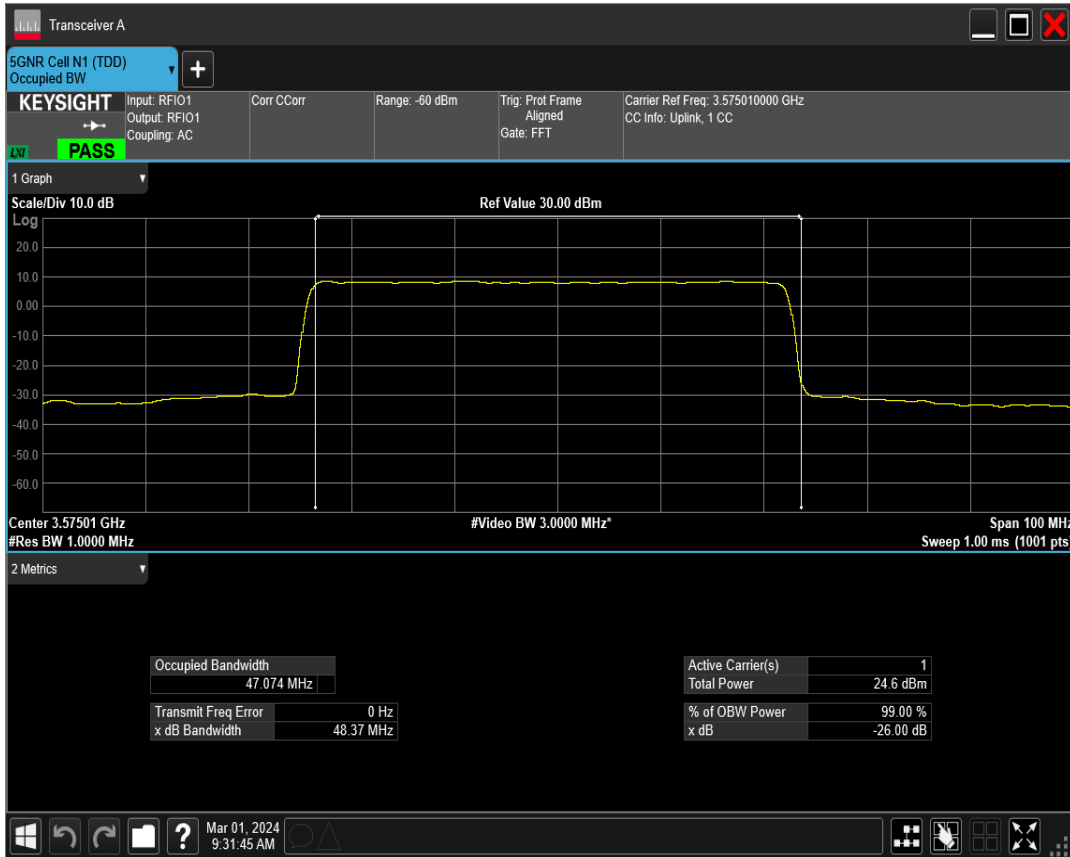 Transceiver A
5GNR Cell N1 (TDD)
Occupied BW
+
KEYSIGHT
LXI
PASS
Input: RFIO1
Output: RFIO1
Coupling: AC
Corr CCorr
Range: -60 dBm
Trig: Prot Frame
Aligned
Gate: FFT
Carrier Ref Freq: 3.575010000 GHz
CC Info: Uplink, 1 CC
1 Graph
Scale/Div 10.0 dB
Ref Value 30.00 dBm
Log
20.0
10.0
0.00
-10.0
-20.0
-30.0
-40.0
-50.0
-60.0
Center 3.57501 GHz
#Video BW 3.0000 MHz*
Span 100 MHz
#Res BW 1.0000 MHz
Sweep 1.00 ms (1001 pts)
2 Metrics
Occupied Bandwidth
47.074 MHz
Transmit Freq Error 0 Hz
x dB Bandwidth 48.37 MHz
Active Carrier(s) 1
Total Power 24.6 dBm
% of OBW Power 99.00 %
x dB -26.00 dB
?
Mar 01, 2024
9:31:45 AM